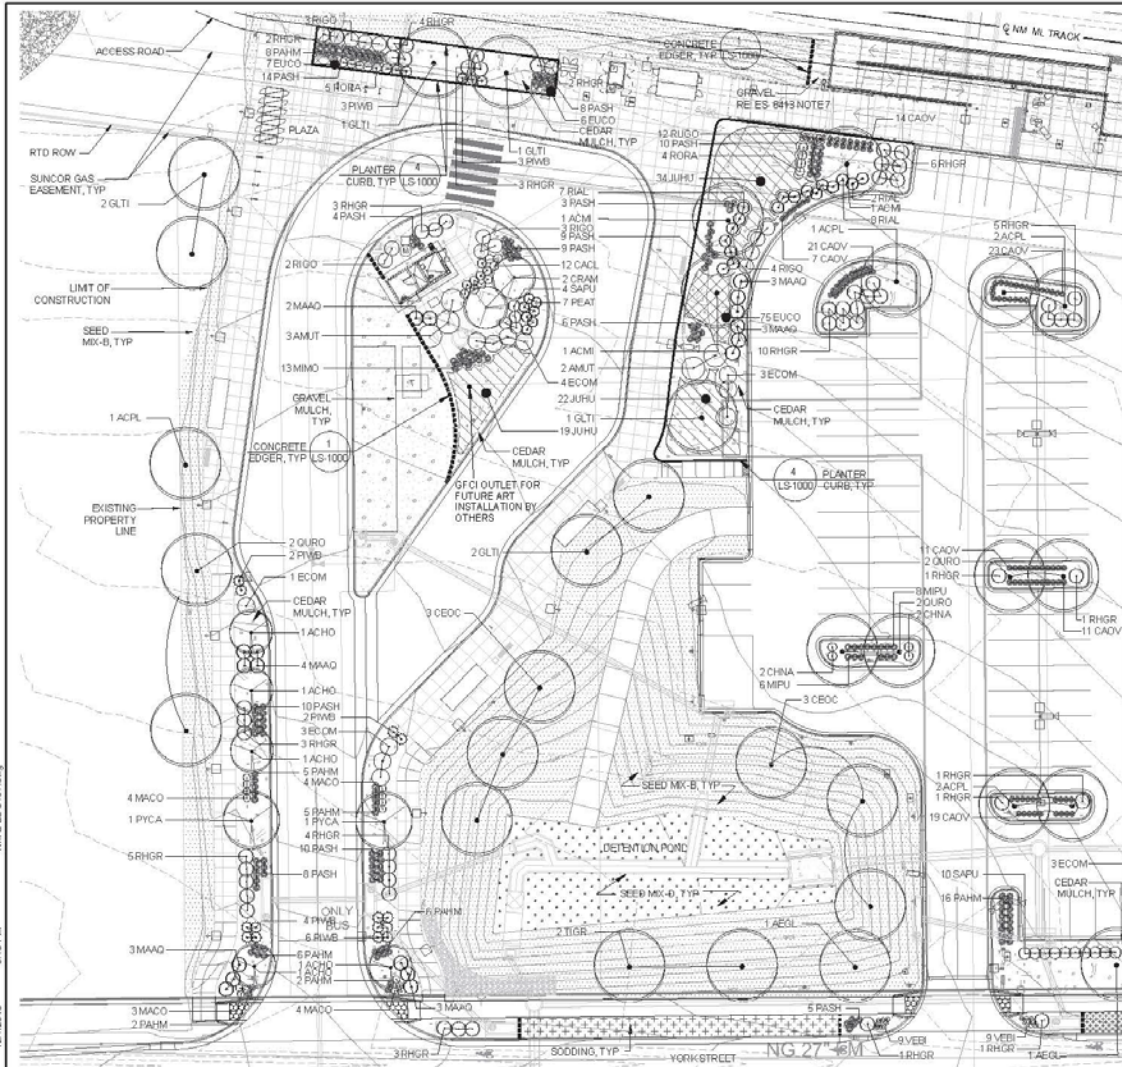 3 RIGO
4 RHGR
2 RHGR
8 PAHM
7 EUCO
14 PASH
5 RORA
3 PIWB
1 GLTI
ACCESS ROAD
PLAZA
RTD ROW
SUNCOR GAS
EASEMENT, TYP
2 GLTI
CONCRETE
EDGER, TYP LS-1000
℄ NM ML TRACK
GRAVEL
2 RHGR
8 PASH
6 EUCO
CEDAR
MULCH, TYP
1 GLTI
3 PIWB
PLANTER
CURB, TYP
4
LS-1000
3 RHGR
14 CAOV
12 RUGO
10 PASH
4 RORA
34 JUHU
6 RHGR
7 RIAL
3 PASH
2 RIAL
1 ACMI
8 RIAL
3 RHGR
4 PASH
1 ACMI
3 RIGO
9 PASH
1 ACPL
5 RHGR
2 ACPL
23 CAOV
21 CAOV
7 CAOV
9 PASH
2 RIGO
12 CACL
2 CRAM
4 SAPU
7 PEAT
4 RIGO
3 MAAQ
LIMIT OF
CONSTRUCTION
2 MAAQ
6 PASH
75 EUCO
3 MAAQ
SEED
MIX-B, TYP
3 AMUT
1 ACMI
2 AMUT
10 RHGR
13 MIMO
4 ECOM
3 ECOM
22 JUHU
GRAVEL
MULCH,
TYP
1 GLTI
CEDAR
MULCH, TYP
1 ACPL
19 JUHU
CONCRETE
EDGER, TYP
1
LS-1000
CEDAR
MULCH, TYP
4
LS-1000
PLANTER
CURB, TYP
GFCI OUTLET FOR
FUTURE ART
INSTALLATION BY
OTHERS
EXISTING
PROPERTY
LINE
2 QURO
2 PIWB
1 ECOM
2 GLTI
11 CAOV
2 QURO
1 RHGR
CEDAR
MULCH, TYP
3 CEOC
8 MIPU
2 QURO
2 CHNA
1 RHGR
11 CAOV
1 ACHO
4 MAAQ
2 CHNA
6 MIPU
1 ACHO
10 PASH
2 PIWB
3 ECOM
3 RHGR
1 ACHO
3 CEOC
5 PAHM
4 MACO
4 MACO
SEED MIX-B, TYP
1 RHGR
2 ACPL
1 RHGR
19 CAOV
1 PYCA
5 PAHM
1 PYCA
4 RHGR
10 PASH
DETENTION POND
5 RHGR
8 PASH
SEED MIX-D, TYP
3 ECOM
10 SAPU
CEDAR
MULCH, TYP
16 PAHM
ONLY
BUS
4 PIWB
6 PAHM
6 PIWB
2 TIGR
1 AEGL
3 MAAQ
6 PAHM
1 ACHO
1 ACHO
2 PAHM
3 MACO
2 PAHM
4 MACO
3 MAAQ
5 PASH
3 RHGR
SODDING, TYP
YORK STREET
9 VEBI
1 RHGR
9 VEBI
1 RHGR
1 AEGL